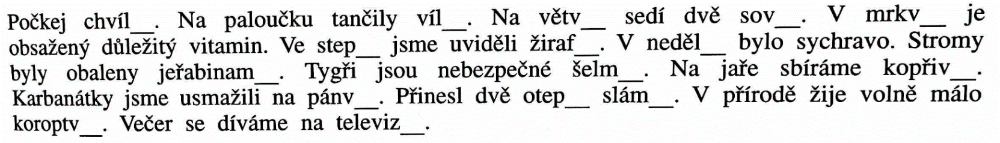 Počkej chvíl__. Na paloučku tančily víl__. Na větv__ sedí dvě sov__. V mrkv__ je
obsažený důležitý vitamin. Ve step__ jsme uviděli žiraf__. V neděl__ bylo sychravo. Stromy
byly obaleny jeřabinam__. Tygři jsou nebezpečné šelm__. Na jaře sbíráme kopřiv__.
Karbanátky jsme usmažili na pánv__. Přinesl dvě otep__ slám__. V přírodě žije volně málo
koroptv__. Večer se díváme na televiz__.